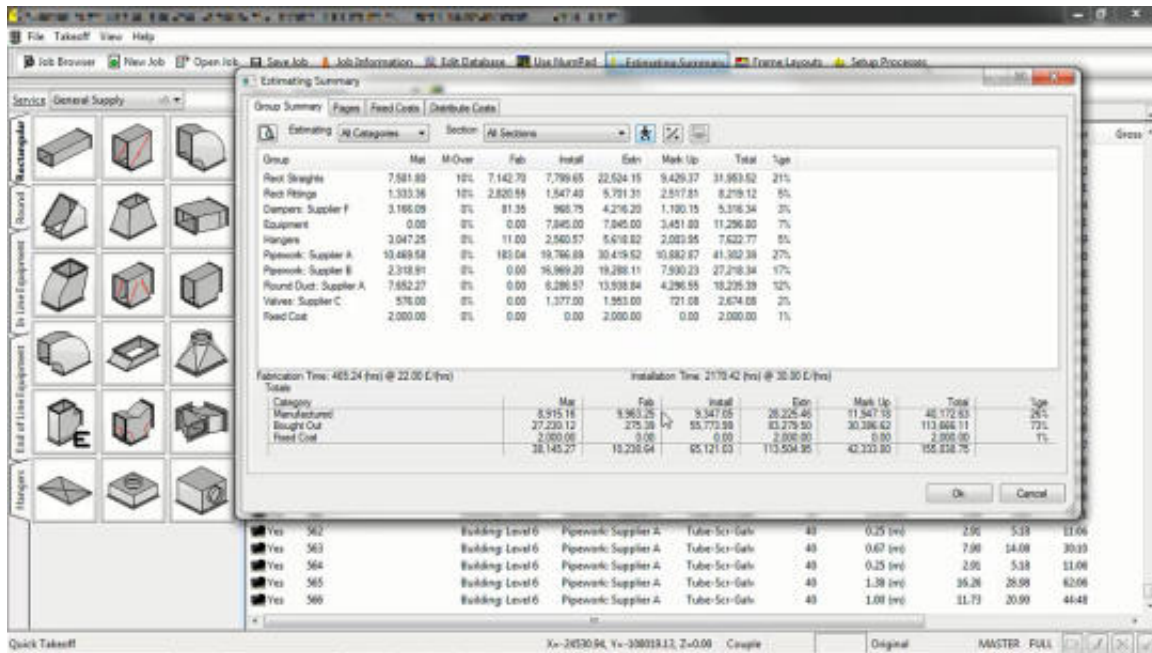 File Takeoff View Help
Job Browser New Job Open Job Save Job Job Information Edit Database Use NumPad Estimating Summary Frame Layouts Setup Processes
Estimating Summary
Service General Supply
Group Summary Pages Fixed Costs Distribute Costs
Estimating All Categories Section All Sections
Gross
Group Mat M-Over Fab Install Extn Mark Up Total %ge
Rect Straights 7,581.80 10% 7,142.70 7,799.65 22,524.15 9,429.37 31,953.52 21%
Rect Fittings 1,333.36 10% 2,820.55 1,547.40 5,701.31 2,517.81 8,219.12 5%
Dampers: Supplier F 3,166.09 0% 81.35 968.75 4,216.20 1,100.15 5,316.34 3%
Equipment 0.00 0% 0.00 7,845.00 7,845.00 3,451.80 11,296.80 7%
Hangers 3,047.25 0% 11.00 2,560.57 5,618.82 2,003.95 7,622.77 5%
Pipework: Supplier A 10,469.58 0% 183.04 19,766.89 30,419.52 10,882.87 41,302.39 27%
Pipework: Supplier B 2,318.91 0% 0.00 16,969.20 19,288.11 7,930.23 27,218.34 17%
Round Duct: Supplier A 7,652.27 0% 0.00 6,286.57 13,938.84 4,296.55 18,235.39 12%
Valves: Supplier C 576.00 0% 0.00 1,377.00 1,953.00 721.08 2,674.08 2%
Fixed Cost 2,000.00 0% 0.00 0.00 2,000.00 0.00 2,000.00 1%
Fabrication Time: 465.24 (hrs) @ 22.00 £/(hrs) Installation Time: 2170.42 (hrs) @ 30.00 £/(hrs)
Totals
Category Mat Fab Install Extn Mark Up Total %ge
Manufactured 8,915.16 9,963.25 9,347.05 28,225.46 11,947.18 40,172.63 26%
Bought Out 27,230.12 275.39 55,773.99 83,279.50 30,386.62 113,666.11 73%
Fixed Cost 2,000.00 0.00 0.00 2,000.00 0.00 2,000.00 1%
38,145.27 10,238.64 65,121.03 113,504.95 42,333.80 155,838.75
Ok Cancel
Rectangular
Round
In Line Equipment
End of Line Equipment
Hangers
E
Yes 562 Building: Level 6 Pipework: Supplier A Tube-Scr-Galv 40 0.25 (m) 2.91 5.18 11.06
Yes 563 Building: Level 6 Pipework: Supplier A Tube-Scr-Galv 40 0.67 (m) 7.90 14.08 30.10
Yes 564 Building: Level 6 Pipework: Supplier A Tube-Scr-Galv 40 0.25 (m) 2.91 5.18 11.06
Yes 565 Building: Level 6 Pipework: Supplier A Tube-Scr-Galv 40 1.39 (m) 16.26 28.98 62.06
Yes 566 Building: Level 6 Pipework: Supplier A Tube-Scr-Galv 40 1.00 (m) 11.73 20.90 44.48
Quick Takeoff Z=0.00 Couple Original MASTER FULL